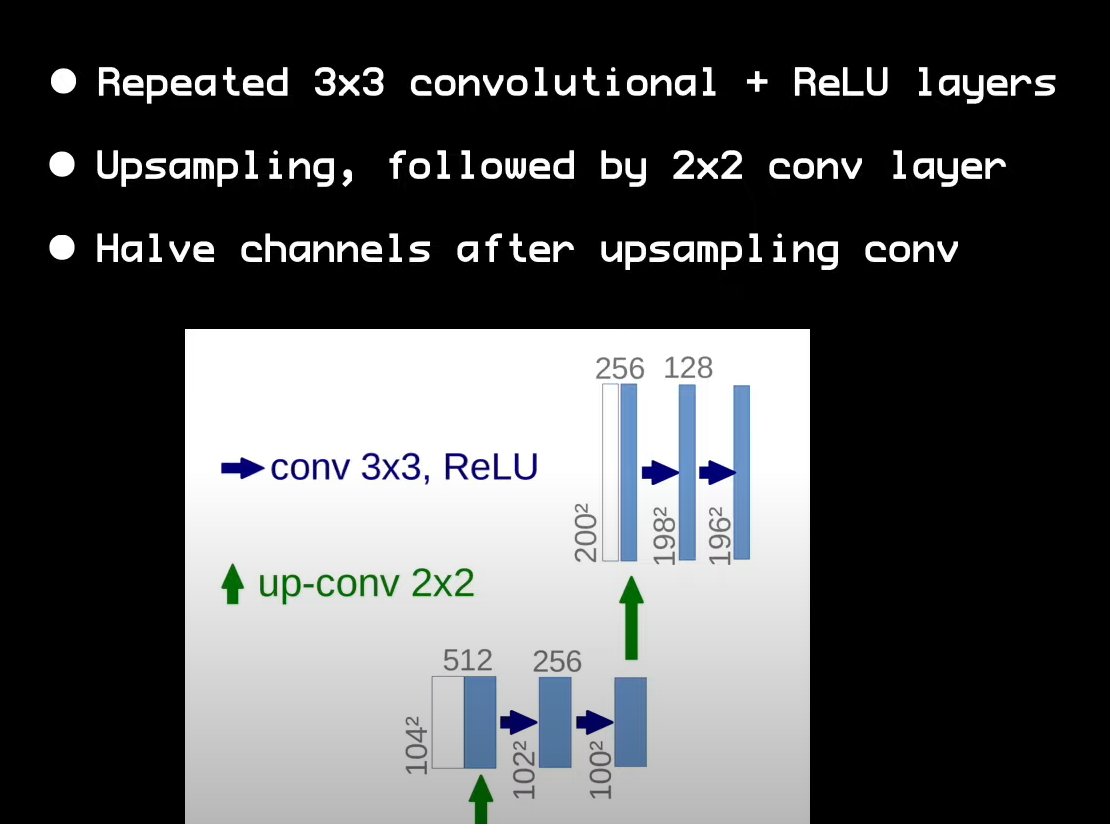 ● Repeated 3x3 convolutional + ReLU layers
● Upsampling, followed by 2x2 conv layer
● Halve channels after upsampling conv
256 128
conv 3x3, ReLU
200² 198² 196²
up-conv 2x2
512 256
104² 102² 100²